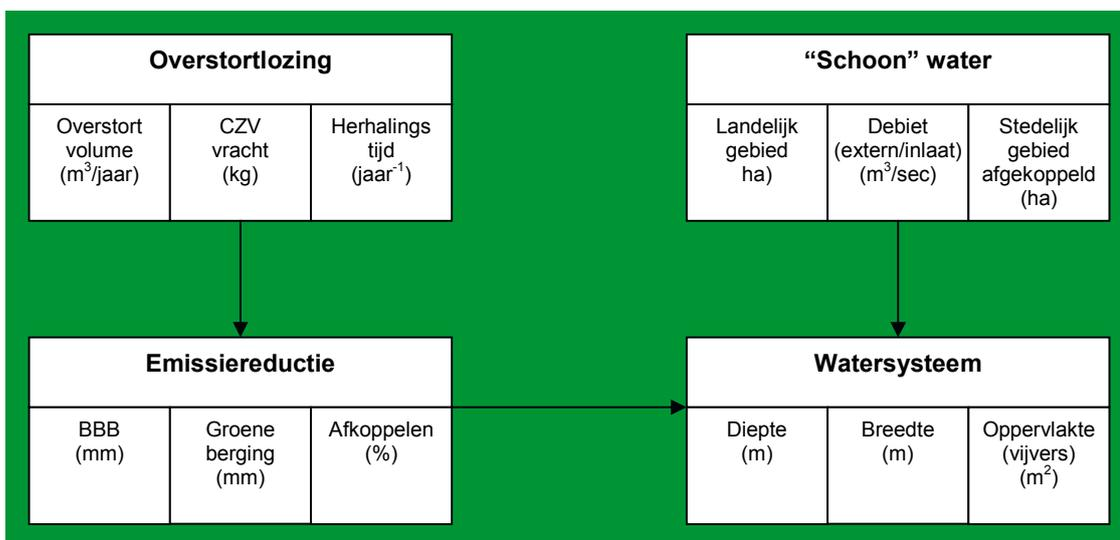 Overstortlozing
Overstort
volume
(m³/jaar)
CZV
vracht
(kg)
Herhalings
tijd
(jaar⁻¹)
“Schoon” water
Landelijk
gebied
ha)
Debiet
(extern/inlaat)
(m³/sec)
Stedelijk
gebied
afgekoppeld
(ha)
Emissiereductie
BBB
(mm)
Groene
berging
(mm)
Afkoppelen
(%)
Watersysteem
Diepte
(m)
Breedte
(m)
Oppervlakte
(vijvers)
(m²)